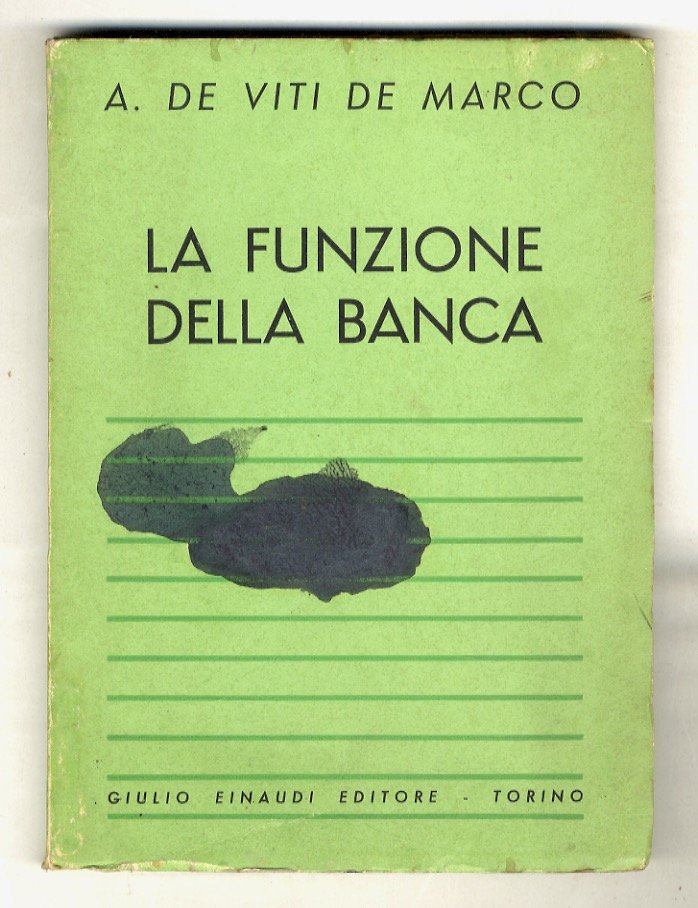 A. DE VITI DE MARCO
LA FUNZIONE
DELLA BANCA
GIULIO EINAUDI EDITORE - TORINO